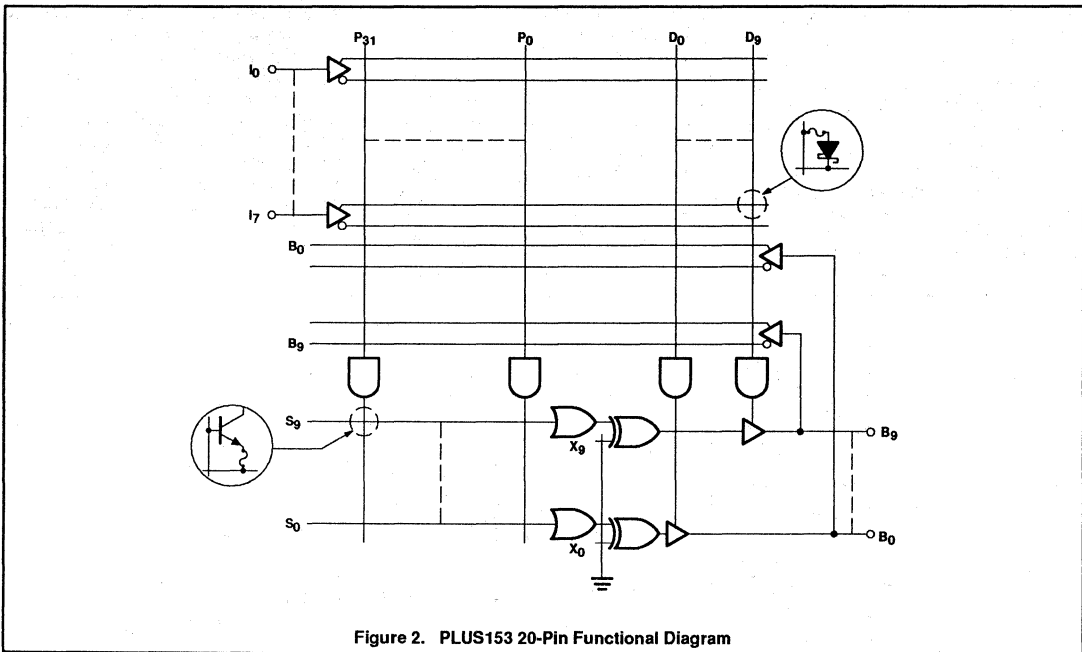 P31 P0 D0 D9
I0
I7
B0
B9
S9
X9
B9
S0
X0
B0
Figure 2. PLUS153 20-Pin Functional Diagram